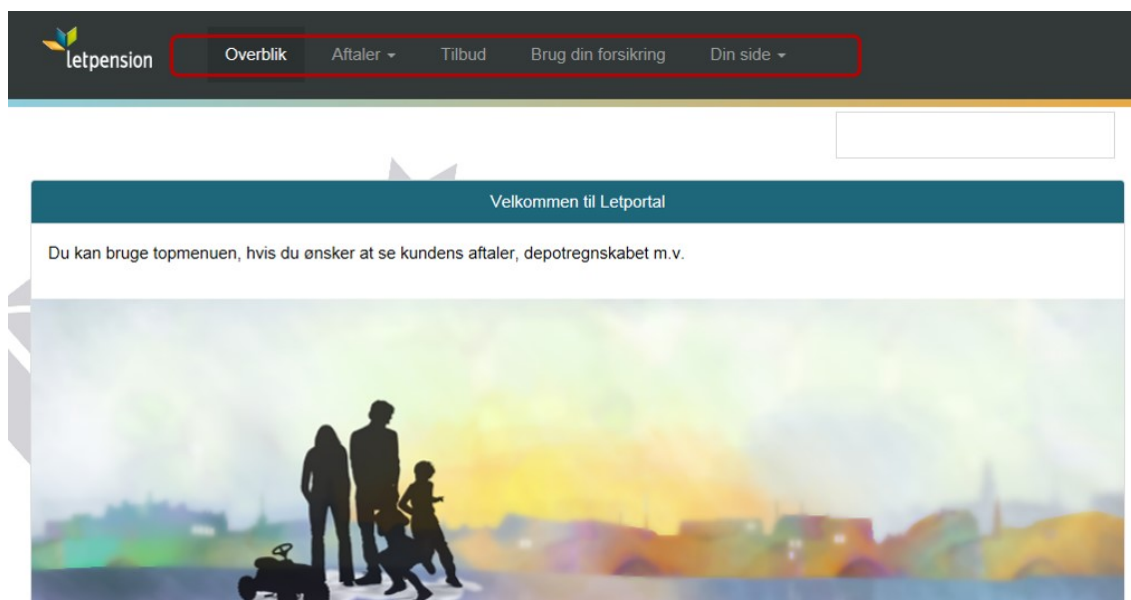 letpension
Overblik Aftaler Tilbud Brug din forsikring Din side
Velkommen til Letportal
Du kan bruge topmenuen, hvis du ønsker at se kundens aftaler, depotregnskabet m.v.